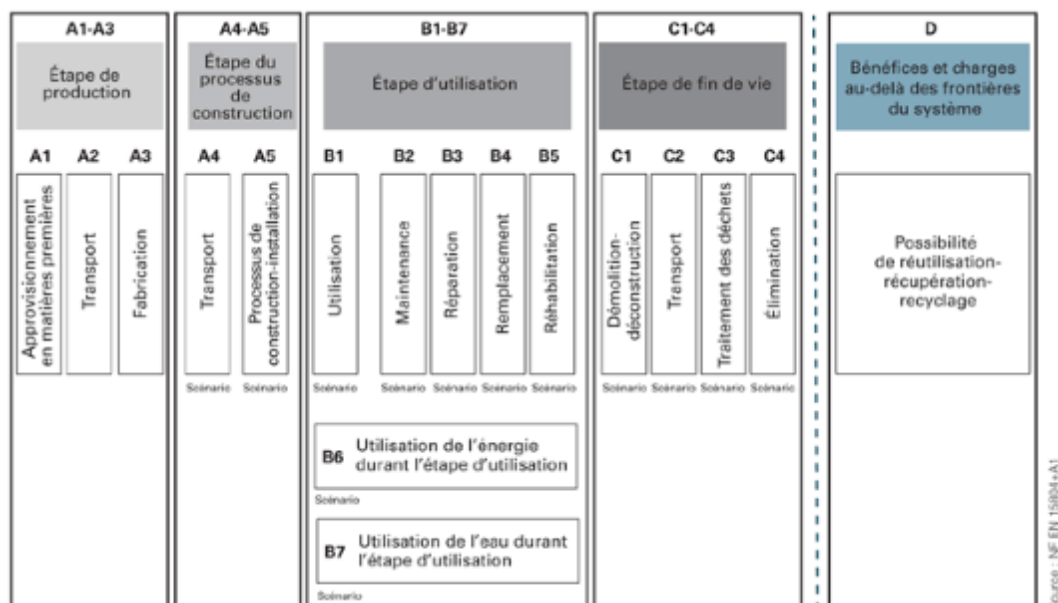 A1-A3
Étape de
production
A1
A2
A3
Approvisionnement
en matières premières
Transport
Fabrication
A4-A5
Étape du
processus
de
construction
A4
A5
Transport
Processus de
construction-installation
Scénario
Scénario
B1-B7
Étape d'utilisation
B1
B2
B3
B4
B5
Utilisation
Maintenance
Réparation
Remplacement
Réhabilitation
Scénario
Scénario
Scénario
Scénario
Scénario
B6
Utilisation de l'énergie
durant l'étape d'utilisation
Scénario
B7
Utilisation de l'eau durant
l'étape d'utilisation
Scénario
C1-C4
Étape de fin de vie
C1
C2
C3
C4
Démolition-
déconstruction
Transport
Traitement des déchets
Élimination
Scénario
Scénario
Scénario
Scénario
D
Bénéfices et charges
au-delà des frontières
du système
Possibilité
de réutilisation-
récupération-
recyclage
Source : NF EN 15804+A1